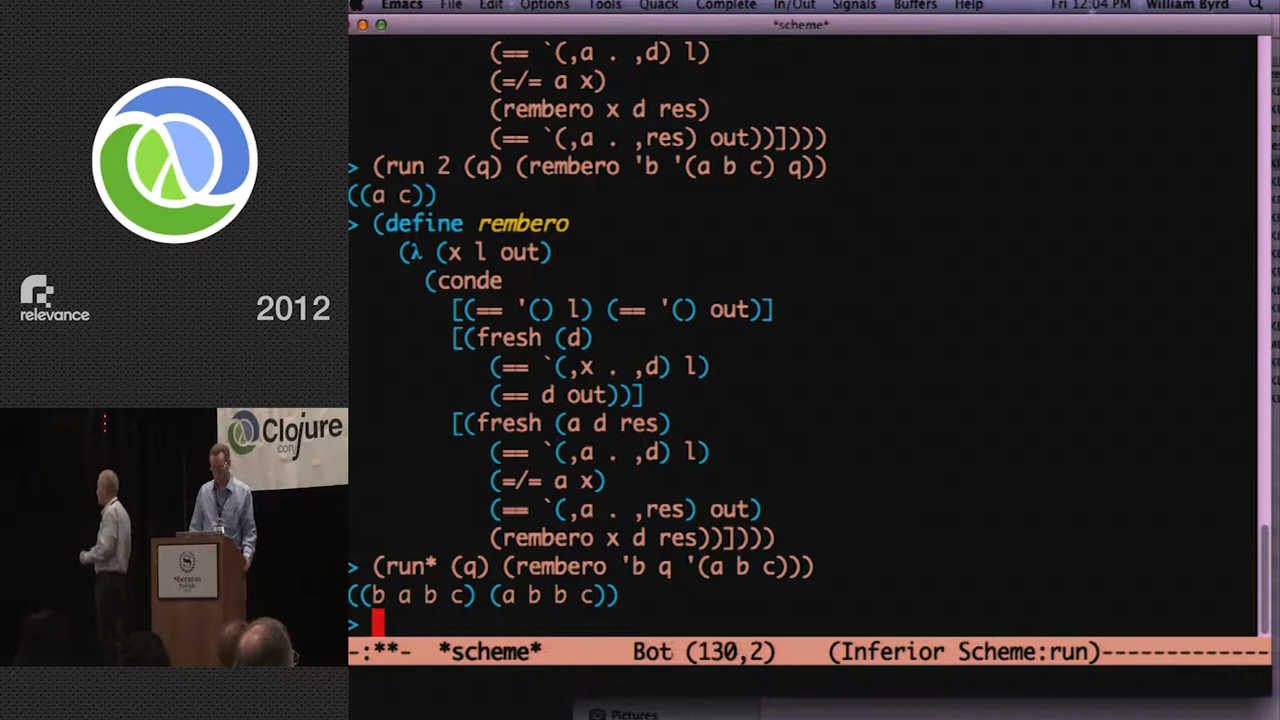 Emacs File Edit Options Tools Quack Complete In/Out Signals Buffers Help Fri 12:04 PM William Byrd
*scheme*
(== `(,a . ,d) l)
(=/= a x)
(rembero x d res)
(== `(,a . ,res) out))])))
> (run 2 (q) (rembero 'b '(a b c) q))
((a c))
> (define rembero
(λ (x l out)
(conde
[(== '() l) (== '() out)]
[(fresh (d)
(== `(,x . ,d) l)
(== d out))]
[(fresh (a d res)
(== `(,a . ,d) l)
(=/= a x)
(== `(,a . ,res) out)
(rembero x d res))])))
> (run* (q) (rembero 'b q '(a b c)))
((b a b c) (a b b c))
>
-:**- *scheme* Bot (130,2) (Inferior Scheme:run)------------
Pictures
relevance
2012
Clojure
conj
Sheraton